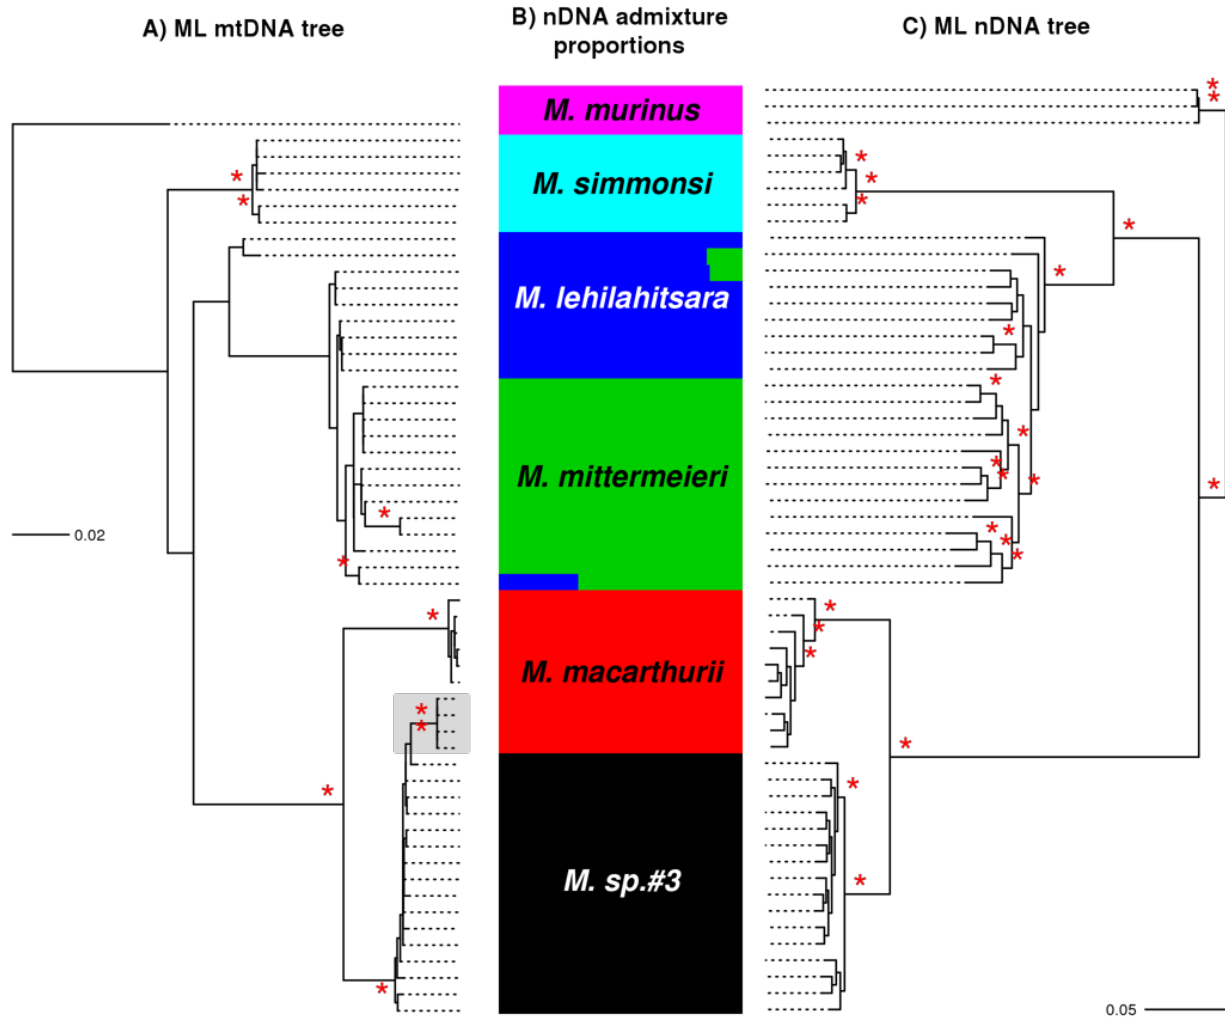 A) ML mtDNA tree
B) nDNA admixture
proportions
C) ML nDNA tree
M. murinus
M. simmonsi
M. lehilahitsara
M. mittermeieri
M. macarthurii
M. sp.#3
0.02
0.05